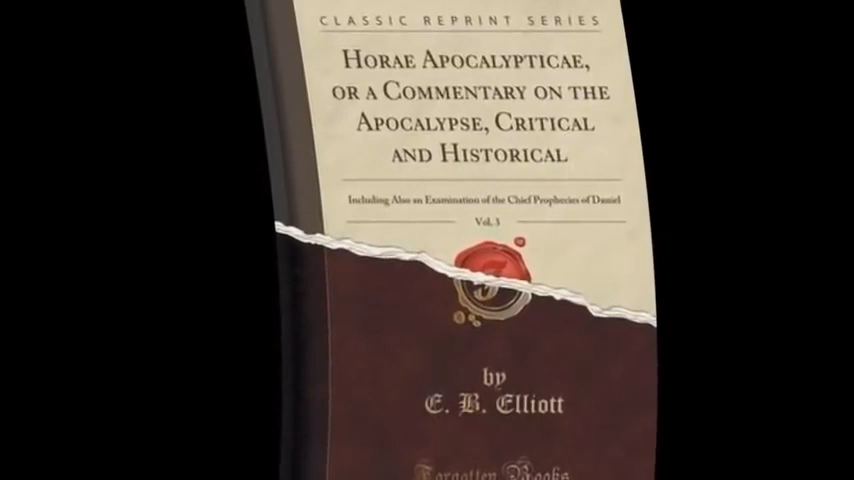 CLASSIC REPRINT SERIES
HORAE APOCALYPTICAE,
OR A COMMENTARY ON THE
APOCALYPSE, CRITICAL
AND HISTORICAL
Including Also an Examination of the Chief Prophecies of Daniel
Vol. 3
by
E. B. Elliott
Forgotten Books